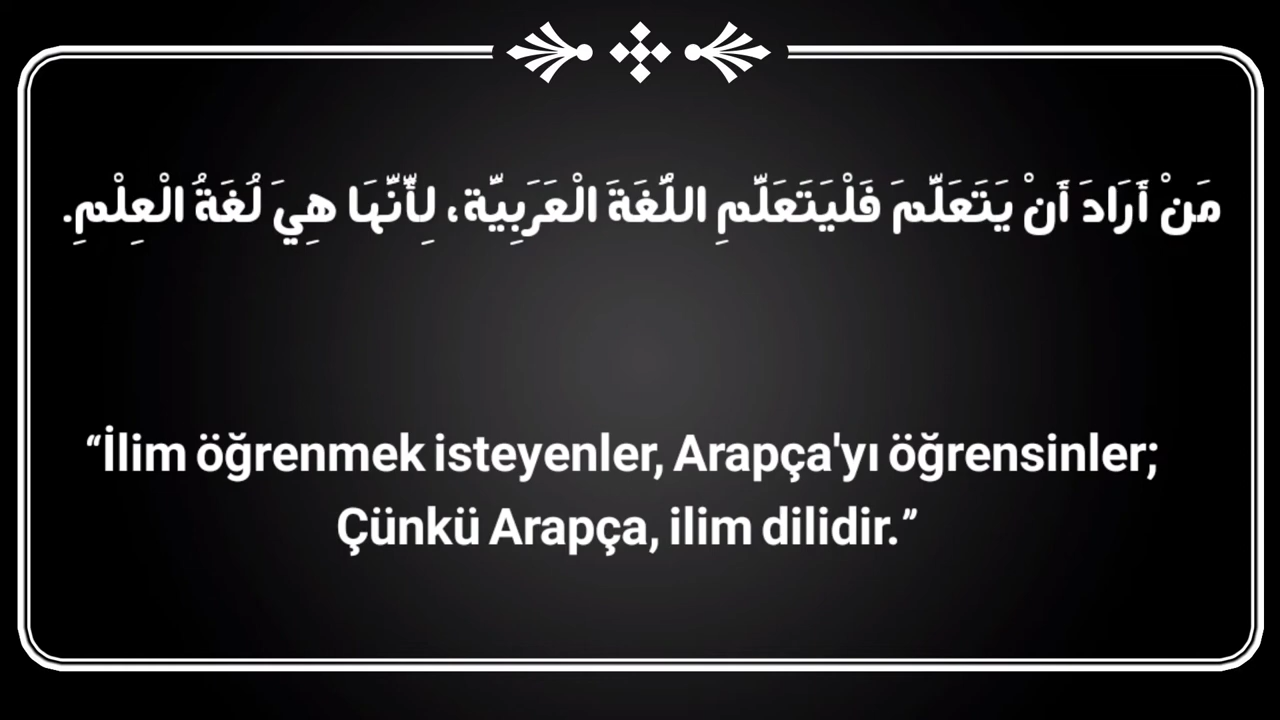 مَنْ أَرَادَ أَنْ يَتَعَلَّمَ فَلْيَتَعَلَّمِ اللُّغَةَ الْعَرَبِيَّة، لِأَنَّهَا هِيَ لُغَةُ الْعِلْمِ.
“İlim öğrenmek isteyenler, Arapça'yı öğrensinler;
Çünkü Arapça, ilim dilidir.”